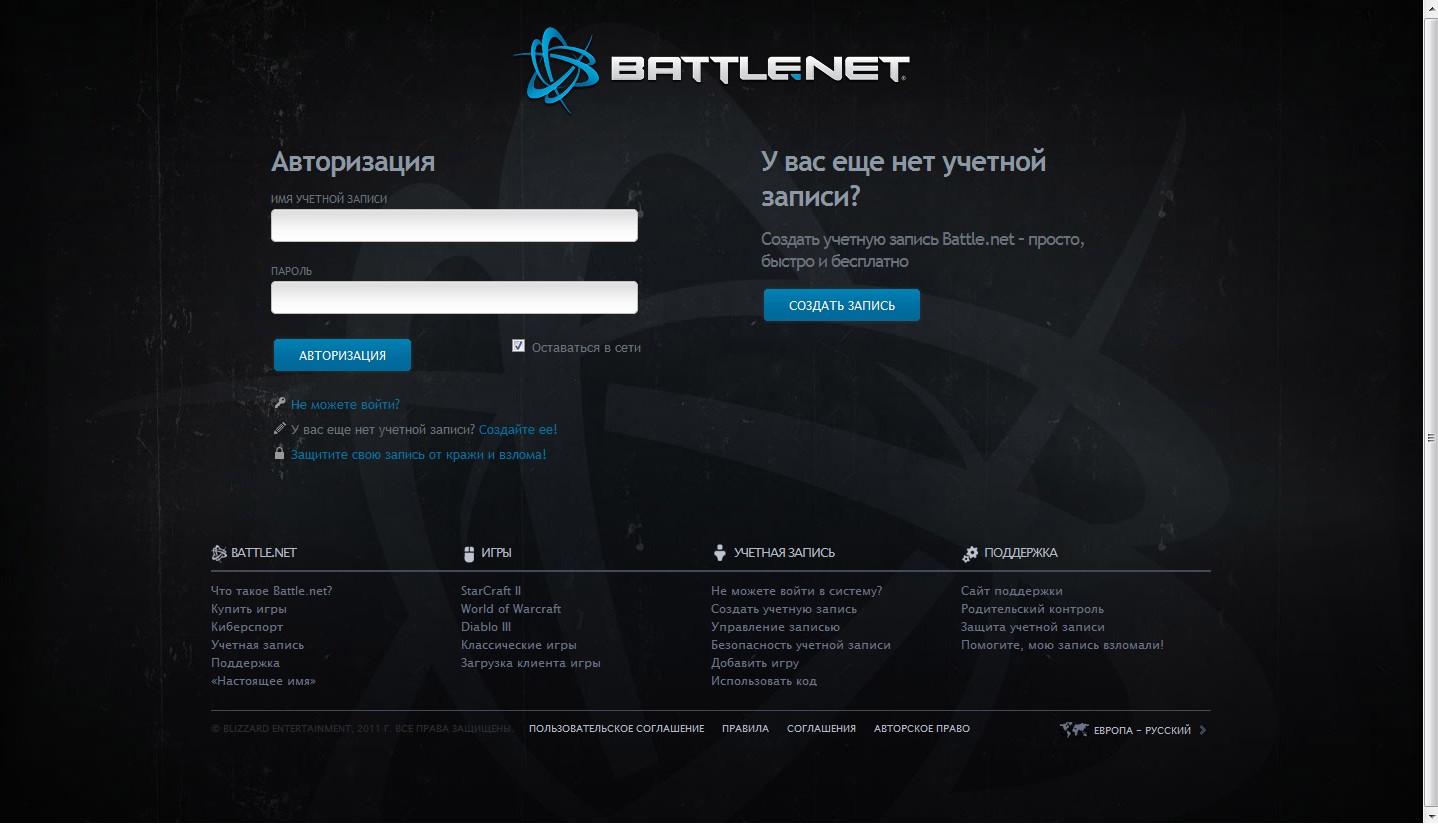 BATTLE.NET
Авторизация
ИМЯ УЧЕТНОЙ ЗАПИСИ
ПАРОЛЬ
АВТОРИЗАЦИЯ
Оставаться в сети
Не можете войти?
У вас еще нет учетной записи? Создайте ее!
Защитите свою запись от кражи и взлома!
У вас еще нет учетной
записи?
Создать учетную запись Battle.net - просто,
быстро и бесплатно
СОЗДАТЬ ЗАПИСЬ
BATTLE.NET
Что такое Battle.net?
Купить игры
Киберспорт
Учетная запись
Поддержка
«Настоящее имя»
ИГРЫ
StarCraft II
World of Warcraft
Diablo III
Классические игры
Загрузка клиента игры
УЧЕТНАЯ ЗАПИСЬ
Не можете войти в систему?
Создать учетную запись
Управление записью
Безопасность учетной записи
Добавить игру
Использовать код
ПОДДЕРЖКА
Сайт поддержки
Родительский контроль
Защита учетной записи
Помогите, мою запись взломали!
© BLIZZARD ENTERTAINMENT, 2011 Г. ВСЕ ПРАВА ЗАЩИЩЕНЫ. ПОЛЬЗОВАТЕЛЬСКОЕ СОГЛАШЕНИЕ ПРАВИЛА СОГЛАШЕНИЯ АВТОРСКОЕ ПРАВО ЕВРОПА – РУССКИЙ